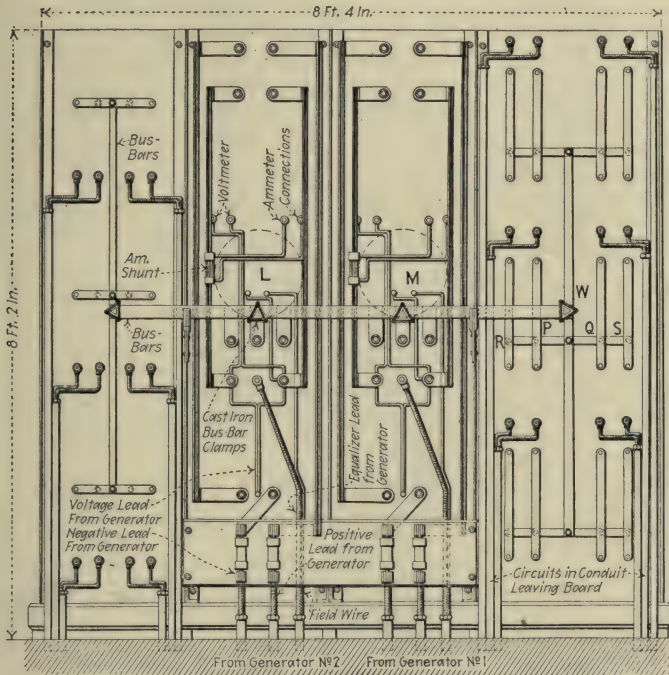 8 Ft. 4 In.
8 Ft. 2 In.
Bus-
Bars
Voltmeter
Ammeter
Connections
Am.
Shunt
L
M
W
Bus-
Bars
R
P
Q
S
Cast Iron
Bus-Bar
Clamps
Equalizer Lead
from
Generator
Voltage Lead
From Generator
Negative Lead
From Generator
Positive
Lead from
Generator
Circuits in Conduit
Leaving Board
Field Wire
From Generator Nº2
From Generator Nº1